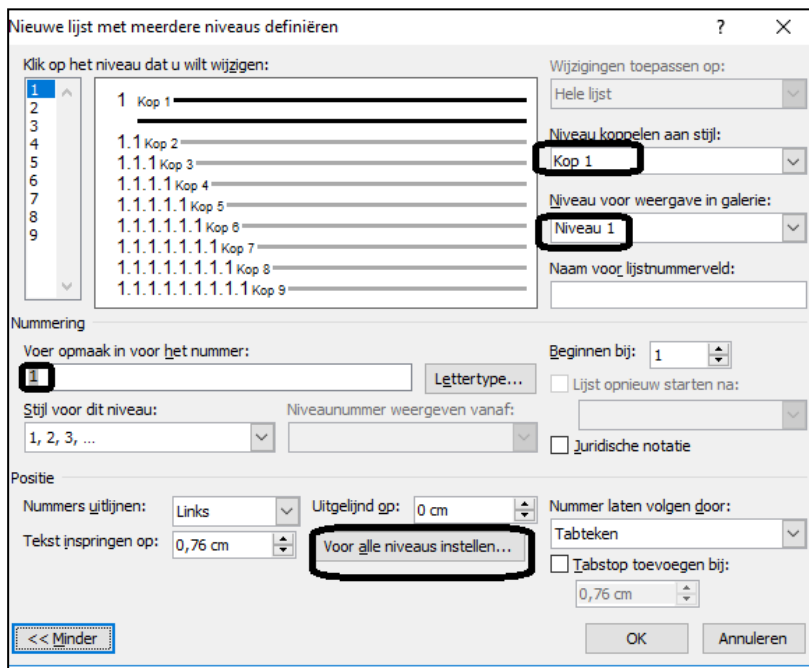 Nieuwe lijst met meerdere niveaus definiëren ? ✕
Klik op het niveau dat u wilt wijzigen:
1
2
3
4
5
6
7
8
9
1 Kop 1
1.1 Kop 2
1.1.1 Kop 3
1.1.1.1 Kop 4
1.1.1.1.1 Kop 5
1.1.1.1.1.1 Kop 6
1.1.1.1.1.1.1 Kop 7
1.1.1.1.1.1.1.1 Kop 8
1.1.1.1.1.1.1.1.1 Kop 9
Wijzigingen toepassen op:
Hele lijst
Niveau koppelen aan stijl:
Kop 1
Niveau voor weergave in galerie:
Niveau 1
Naam voor lijstnummerveld:
Nummering
Voer opmaak in voor het nummer:
1
Lettertype...
Stijl voor dit niveau:
1, 2, 3, ...
Niveaunummer weergeven vanaf:
Beginnen bij: 1
Lijst opnieuw starten na:
Juridische notatie
Positie
Nummers uitlijnen: Links
Uitgelijnd op: 0 cm
Tekst inspringen op: 0,76 cm
Voor alle niveaus instellen...
Nummer laten volgen door:
Tabteken
Tabstop toevoegen bij:
0,76 cm
<< Minder
OK
Annuleren